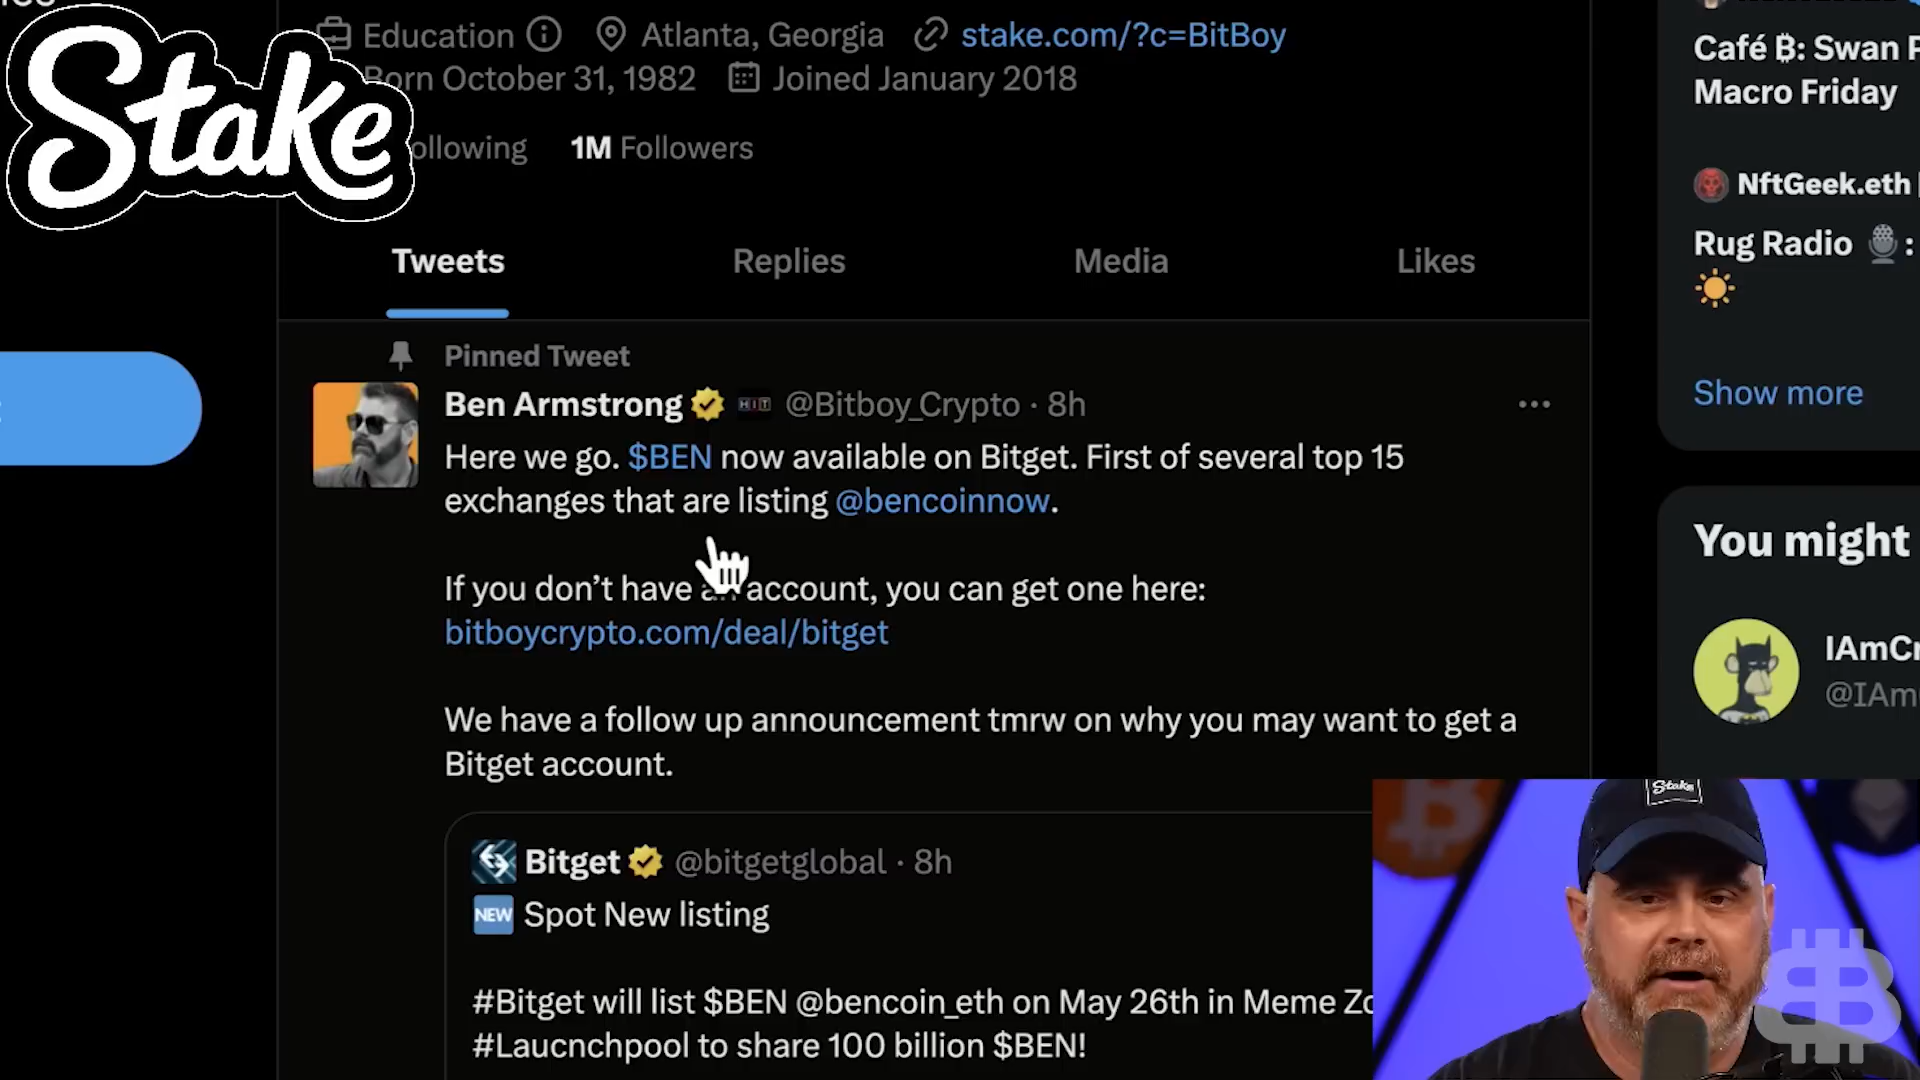 Education
Atlanta, Georgia
stake.com/?c=BitBoy
Stake
Born October 31, 1982
Joined January 2018
1M Followers
Tweets
Replies
Media
Likes
Pinned Tweet
Ben Armstrong HIT @Bitboy_Crypto · 8h
Here we go. $BEN now available on Bitget. First of several top 15
exchanges that are listing @bencoinnow.
If you don't have an account, you can get one here:
bitboycrypto.com/deal/bitget
We have a follow up announcement tmrw on why you may want to get a
Bitget account.
Bitget @bitgetglobal · 8h
NEW Spot New listing
#Bitget will list $BEN @bencoin_eth on May 26th in Meme
#Laucnchpool to share 100 billion $BEN!
Café ₿: Swan
Macro Friday
NftGeek.eth
Rug Radio 🎙️:
☀️
Show more
You might
Stake